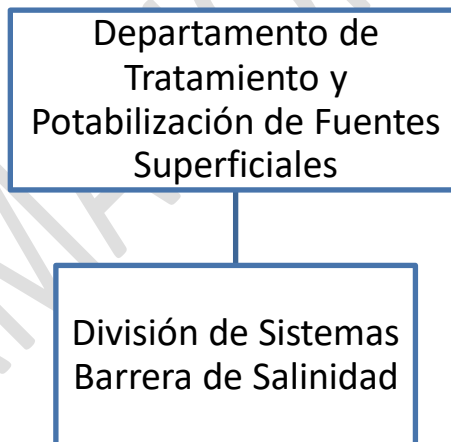 Departamento de
Tratamiento y
Potabilización de Fuentes
Superficiales
División de Sistemas
Barrera de Salinidad